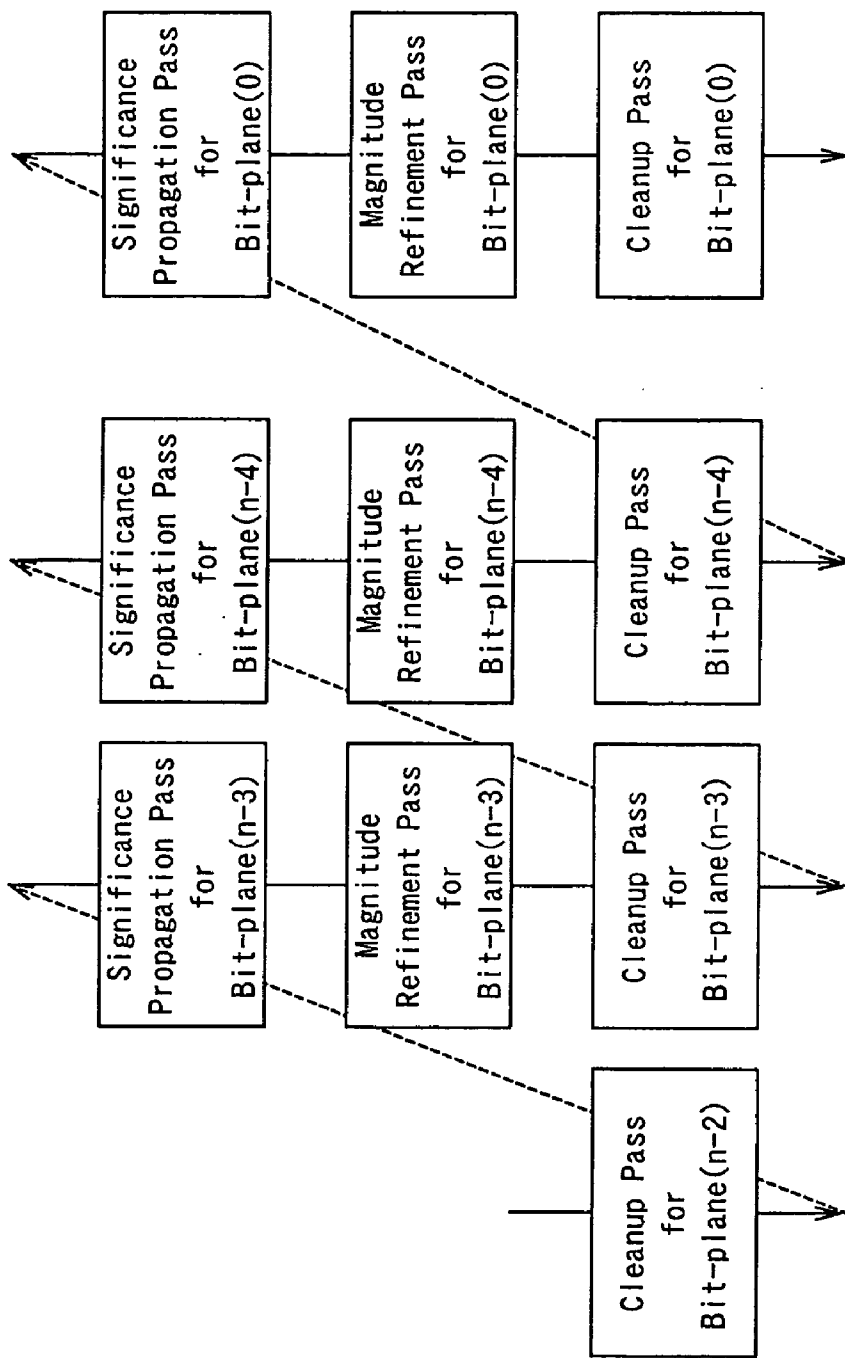 Cleanup Pass
for
Bit-plane(n-2)
Significance
Propagation Pass
for
Bit-plane(n-3)
Magnitude
Refinement Pass
for
Bit-plane(n-3)
Cleanup Pass
for
Bit-plane(n-3)
Significance
Propagation Pass
for
Bit-plane(n-4)
Magnitude
Refinement Pass
for
Bit-plane(n-4)
Cleanup Pass
for
Bit-plane(n-4)
Significance
Propagation Pass
for
Bit-plane(0)
Magnitude
Refinement Pass
for
Bit-plane(0)
Cleanup Pass
for
Bit-plane(0)